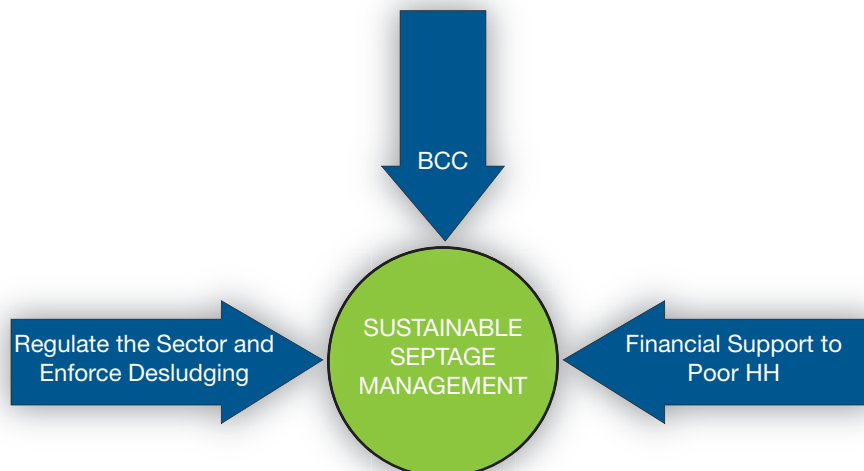 BCC
Regulate the Sector and
Enforce Desludging
SUSTAINABLE
SEPTAGE
MANAGEMENT
Financial Support to
Poor HH